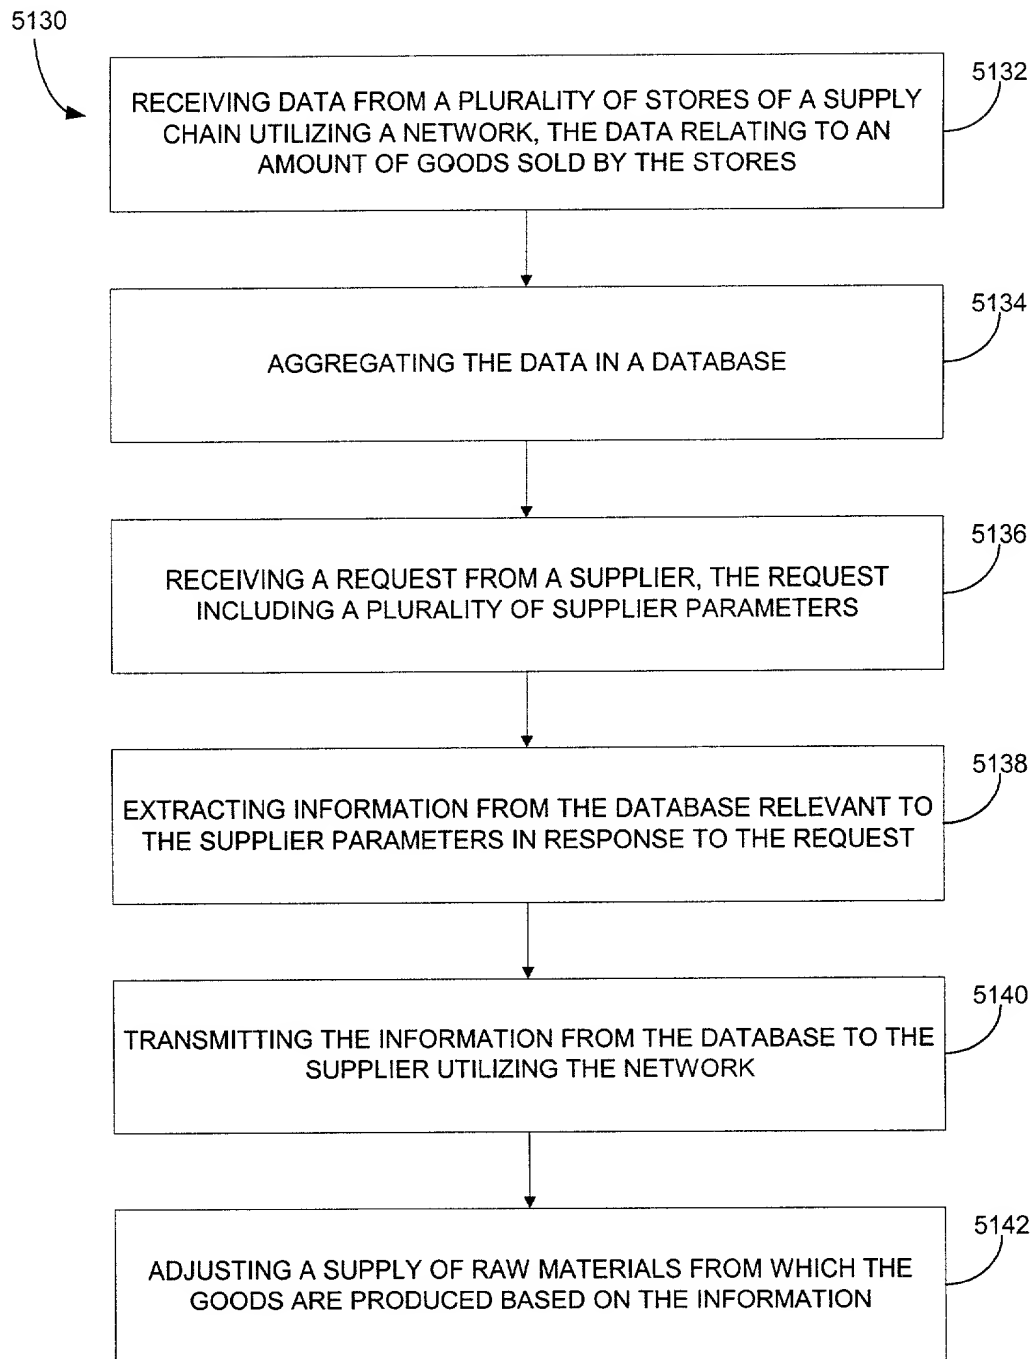 5130
5132
RECEIVING DATA FROM A PLURALITY OF STORES OF A SUPPLY
CHAIN UTILIZING A NETWORK, THE DATA RELATING TO AN
AMOUNT OF GOODS SOLD BY THE STORES
5134
AGGREGATING THE DATA IN A DATABASE
5136
RECEIVING A REQUEST FROM A SUPPLIER, THE REQUEST
INCLUDING A PLURALITY OF SUPPLIER PARAMETERS
5138
EXTRACTING INFORMATION FROM THE DATABASE RELEVANT TO
THE SUPPLIER PARAMETERS IN RESPONSE TO THE REQUEST
5140
TRANSMITTING THE INFORMATION FROM THE DATABASE TO THE
SUPPLIER UTILIZING THE NETWORK
5142
ADJUSTING A SUPPLY OF RAW MATERIALS FROM WHICH THE
GOODS ARE PRODUCED BASED ON THE INFORMATION